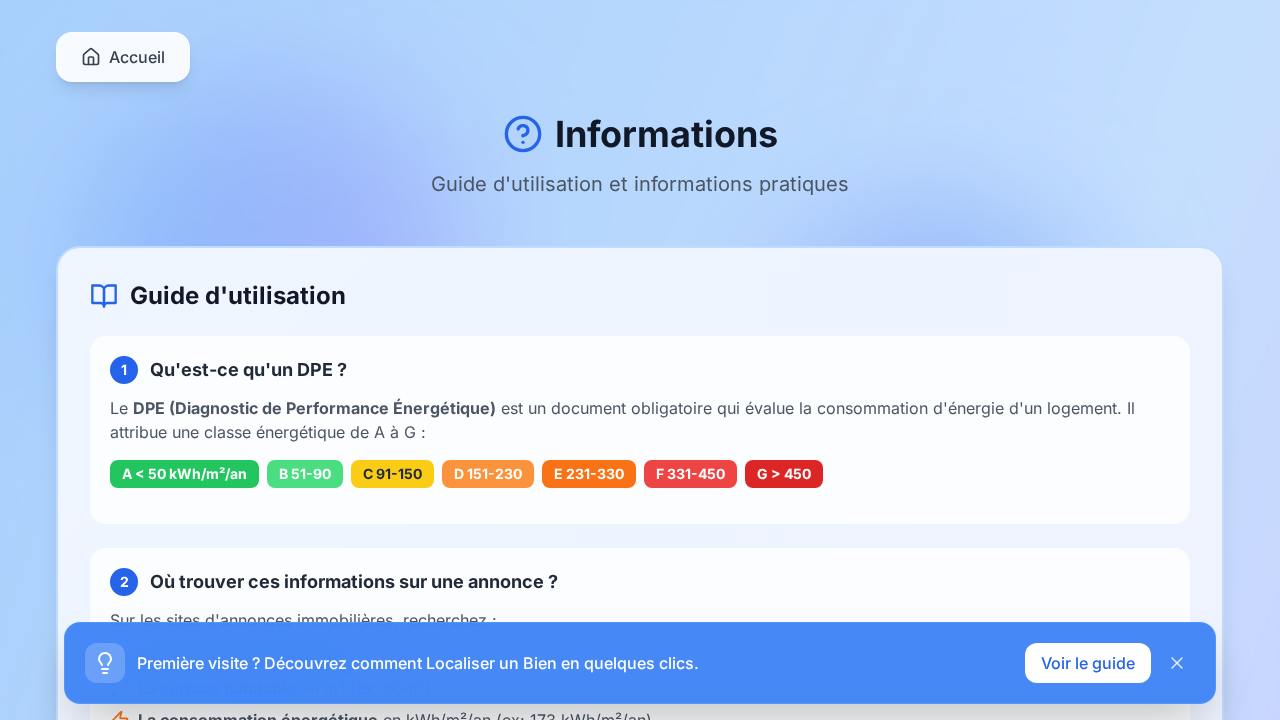 Accueil
Informations
Guide d'utilisation et informations pratiques
Guide d'utilisation
1 Qu'est-ce qu'un DPE ?
Le DPE (Diagnostic de Performance Énergétique) est un document obligatoire qui évalue la consommation d'énergie d'un logement. Il
attribue une classe énergétique de A à G :
A < 50 kWh/m²/an B 51-90 C 91-150 D 151-230 E 231-330 F 331-450 G > 450
2 Où trouver ces informations sur une annonce ?
Sur les sites d'annonces immobilières, recherchez :
Première visite ? Découvrez comment Localiser un Bien en quelques clics.
Voir le guide
La consommation énergétique en kWh/m²/an (ex: 173 kWh/m²/an)